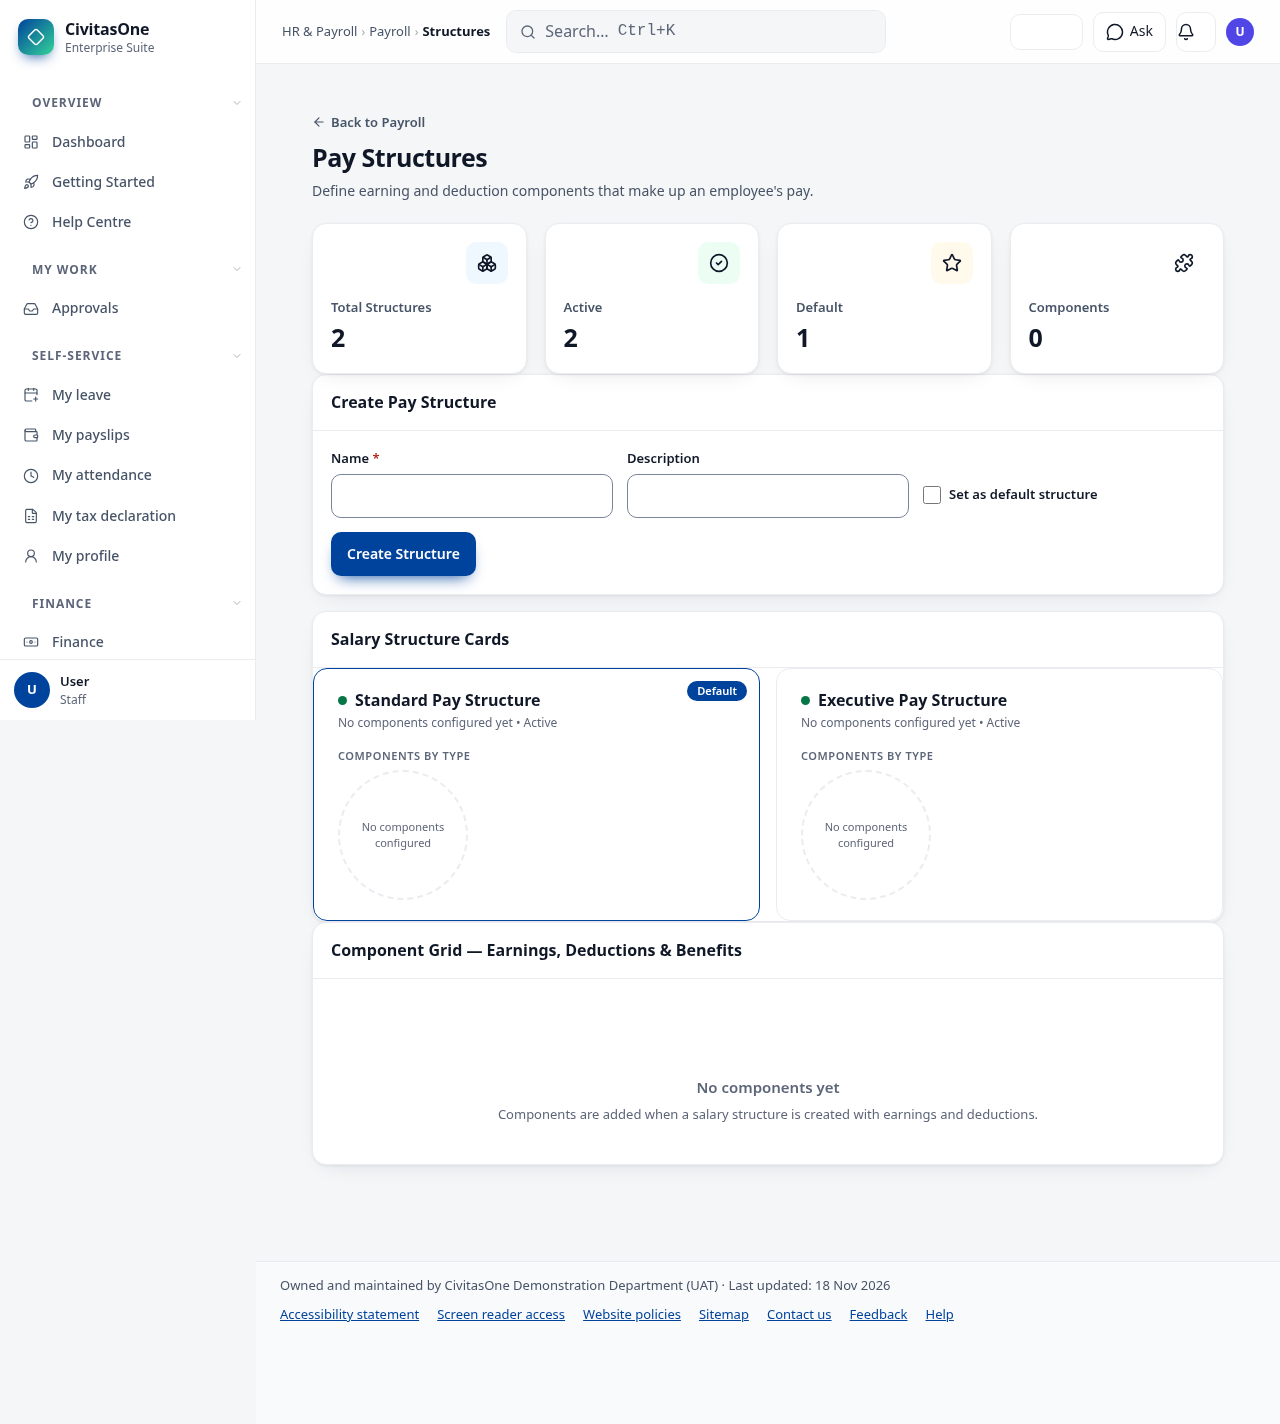 CivitasOne
Enterprise Suite
HR & Payroll › Payroll › Structures
Search... Ctrl+K
Ask
U
OVERVIEW
Dashboard
Getting Started
Help Centre
MY WORK
Approvals
SELF-SERVICE
My leave
My payslips
My attendance
My tax declaration
My profile
FINANCE
Finance
U
User
Staff
← Back to Payroll
Pay Structures
Define earning and deduction components that make up an employee's pay.
Total Structures
2
Active
2
Default
1
Components
0
Create Pay Structure
Name *
Description
Set as default structure
Create Structure
Salary Structure Cards
Standard Pay Structure
Default
No components configured yet • Active
COMPONENTS BY TYPE
No components
configured
Executive Pay Structure
No components configured yet • Active
COMPONENTS BY TYPE
No components
configured
Component Grid — Earnings, Deductions & Benefits
No components yet
Components are added when a salary structure is created with earnings and deductions.
Owned and maintained by CivitasOne Demonstration Department (UAT) · Last updated: 18 Nov 2026
Accessibility statement Screen reader access Website policies Sitemap Contact us Feedback Help